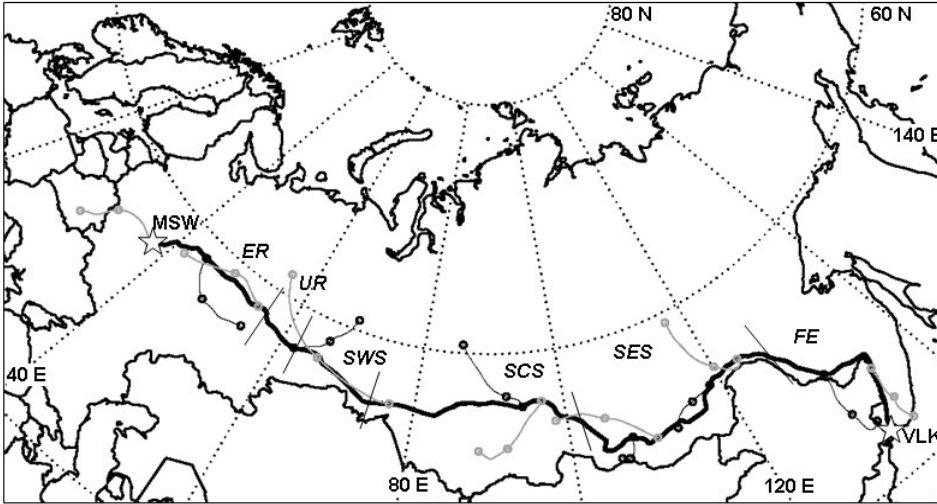 80 N
60 N
140 E
MSW
ER
UR
SWS
SCS
SES
FE
40 E
VLK
80 E
120 E